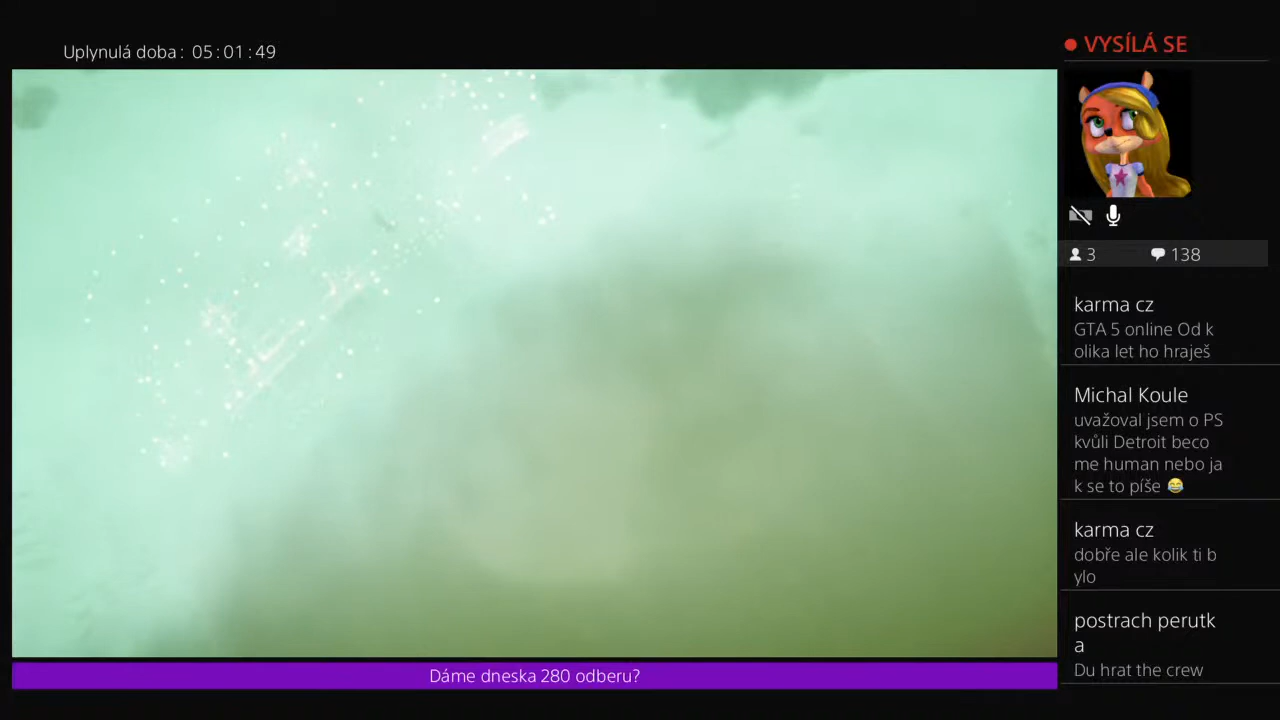 Uplynulá doba: 05:01:49
VYSÍLÁ SE
3
138
karma cz
GTA 5 online Od k
olika let ho hraješ
Michal Koule
uvažoval jsem o PS
kvůli Detroit beco
me human nebo ja
k se to píše 😂
karma cz
dobře ale kolik ti b
ylo
postrach perutk
a
Du hrat the crew
Dáme dneska 280 odberu?